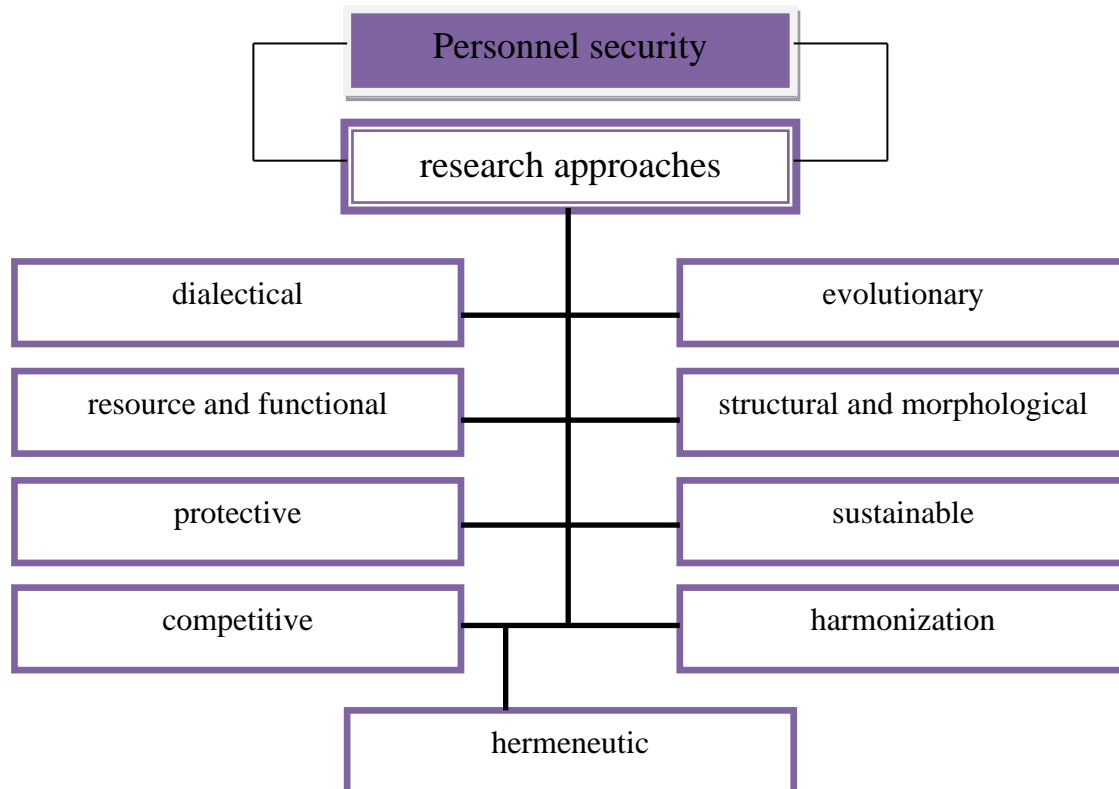 Personnel security
research approaches
dialectical
evolutionary
resource and functional
structural and morphological
protective
sustainable
competitive
harmonization
hermeneutic